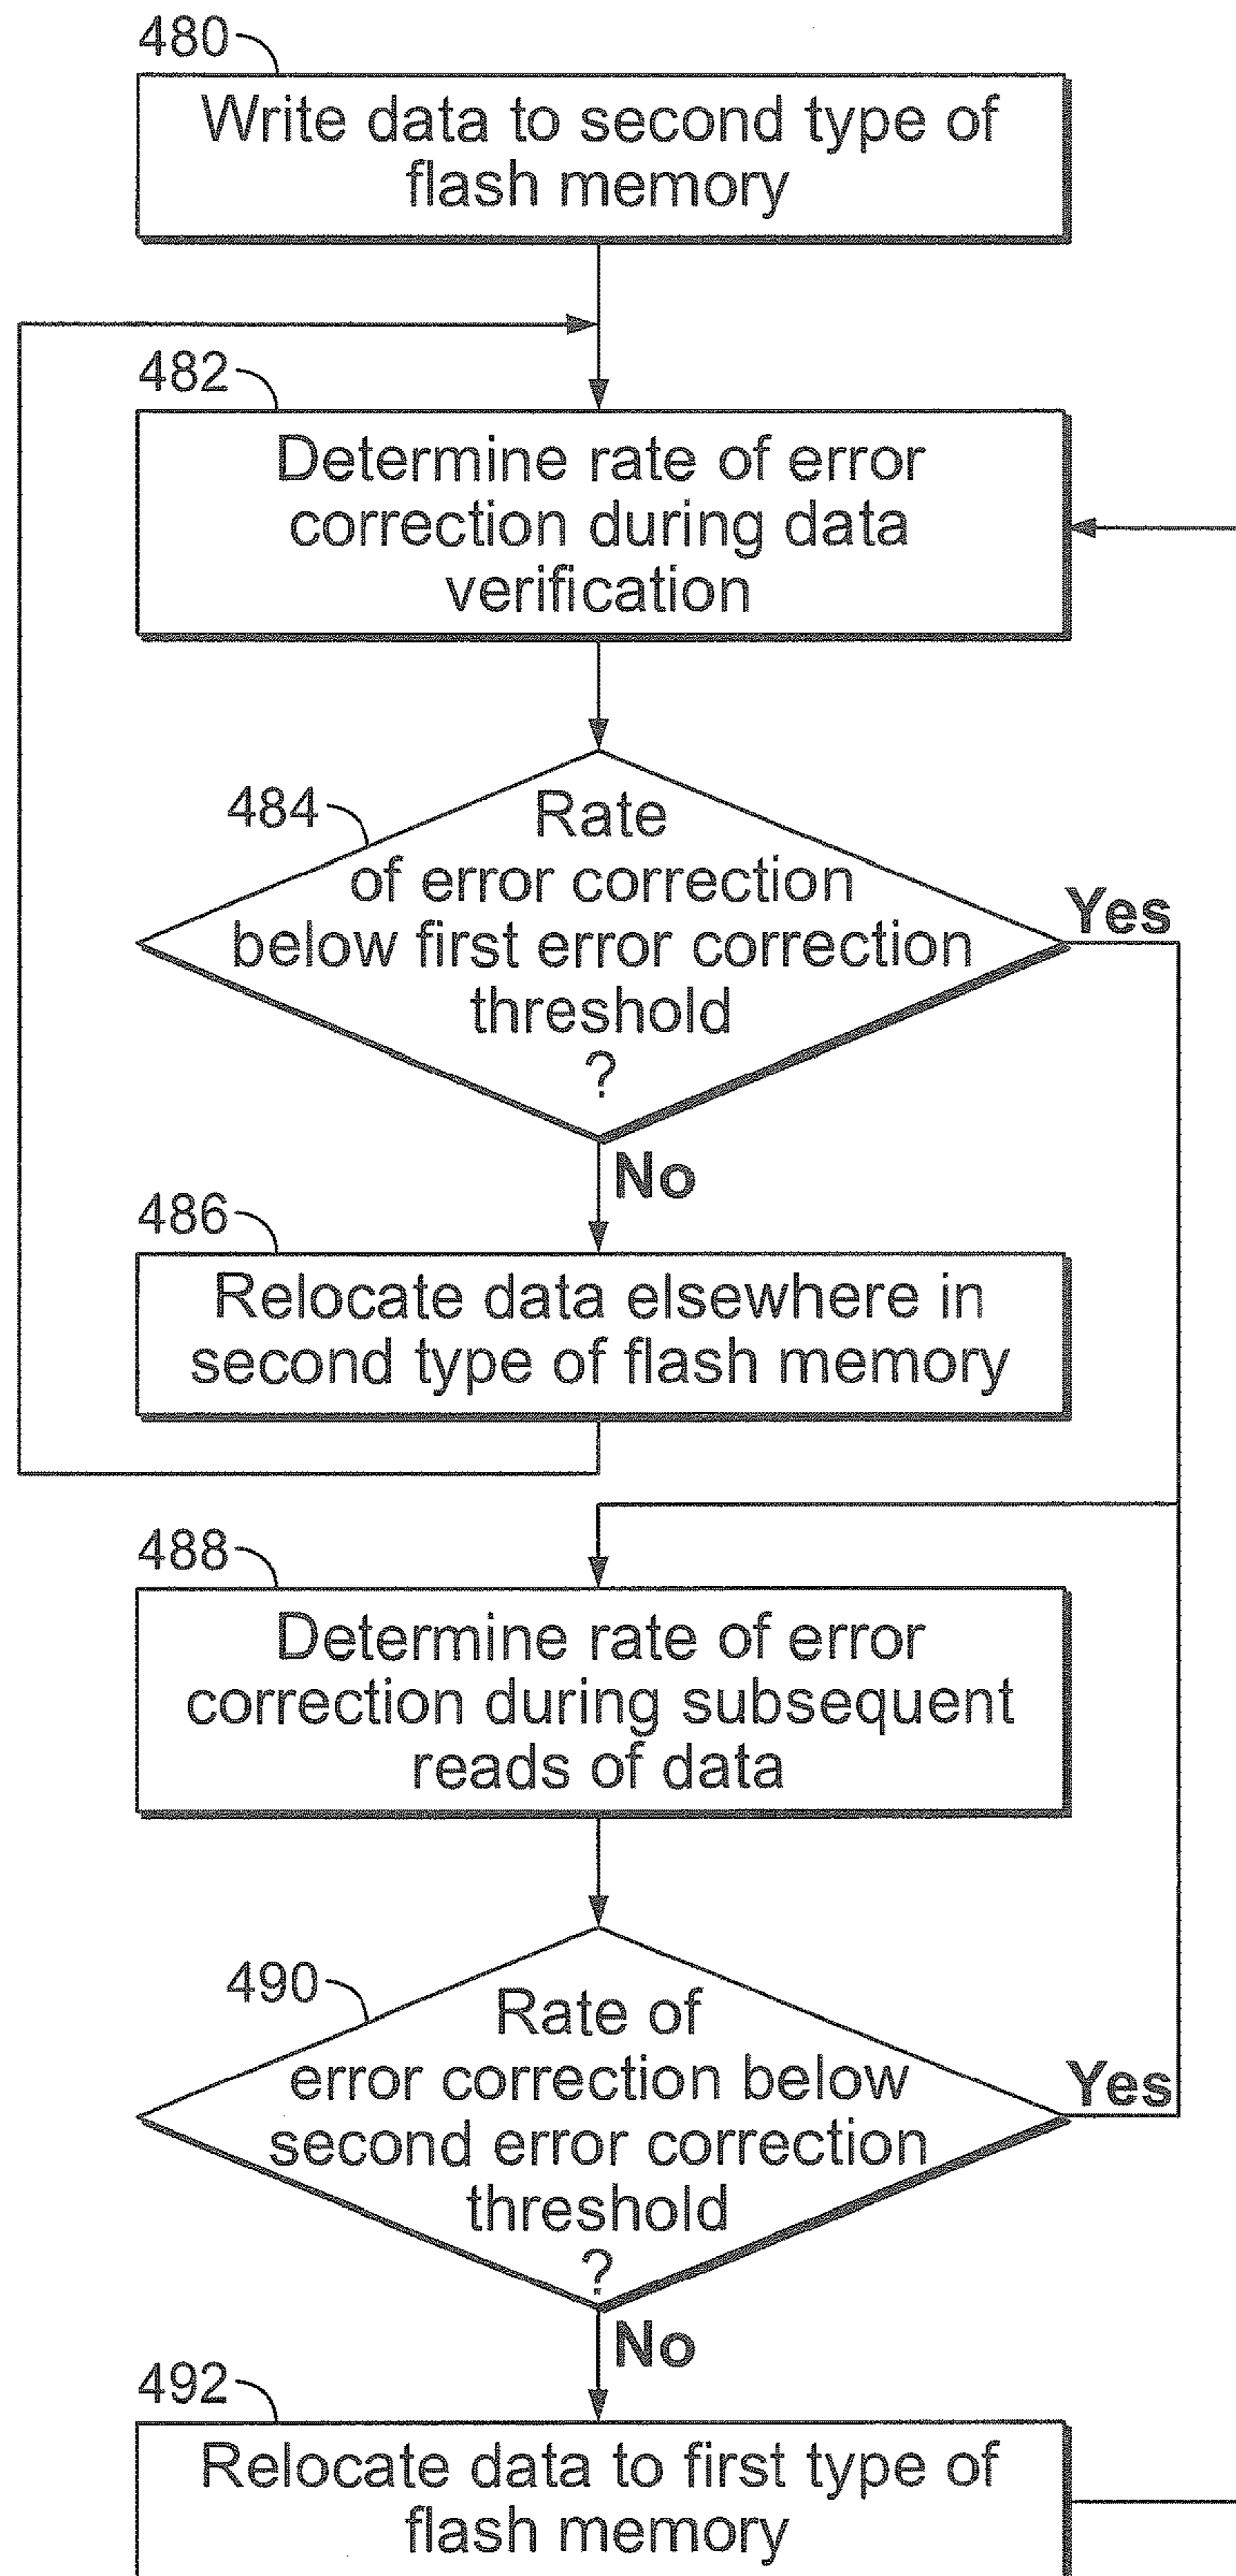 480
Write data to second type of
flash memory
482
Determine rate of error
correction during data
verification
484
Rate
of error correction
below first error correction
threshold
?
Yes
No
486
Relocate data elsewhere in
second type of flash memory
488
Determine rate of error
correction during subsequent
reads of data
490
Rate of
error correction below
second error correction
threshold
?
Yes
No
492
Relocate data to first type of
flash memory